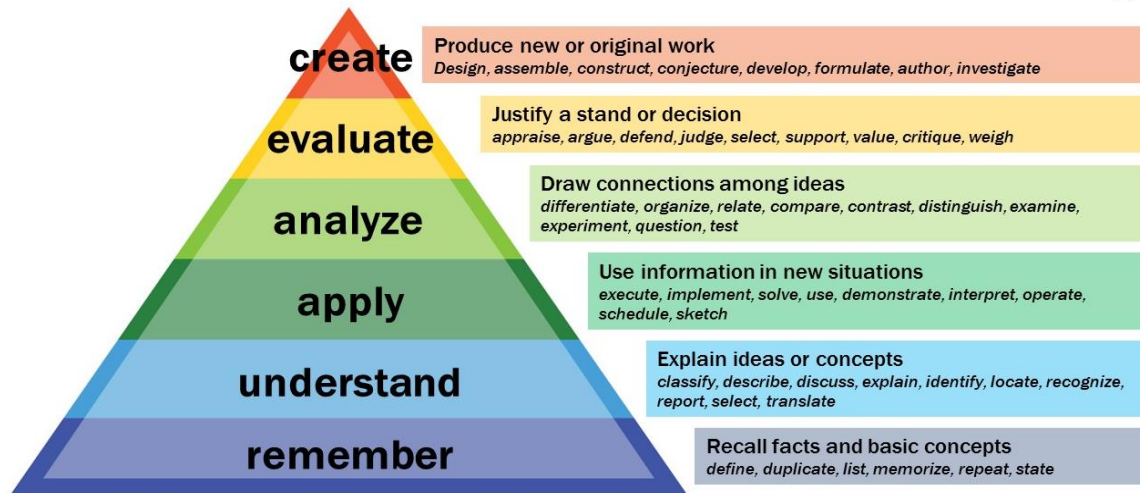 create
Produce new or original work
Design, assemble, construct, conjecture, develop, formulate, author, investigate
evaluate
Justify a stand or decision
appraise, argue, defend, judge, select, support, value, critique, weigh
analyze
Draw connections among ideas
differentiate, organize, relate, compare, contrast, distinguish, examine,
experiment, question, test
apply
Use information in new situations
execute, implement, solve, use, demonstrate, interpret, operate,
schedule, sketch
understand
Explain ideas or concepts
classify, describe, discuss, explain, identify, locate, recognize,
report, select, translate
remember
Recall facts and basic concepts
define, duplicate, list, memorize, repeat, state